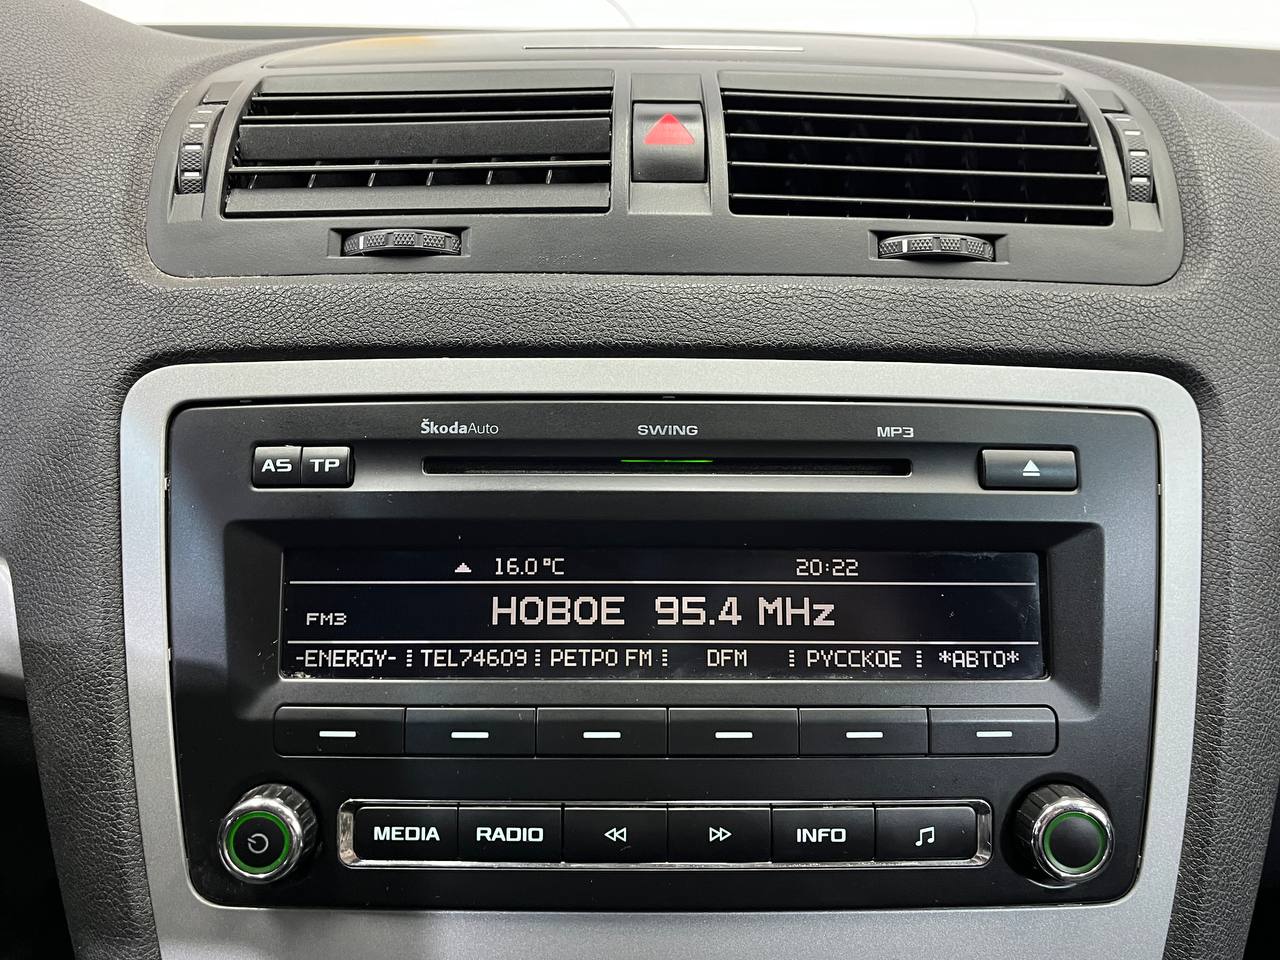 ŠkodaAuto SWING MP3
AS TP
16.0°C 20:22
FM3 НОВОЕ 95.4 MHz
-ENERGY- TEL74609 РЕТРО FM DFM РУССКОЕ *АВТО*
MEDIA RADIO INFO